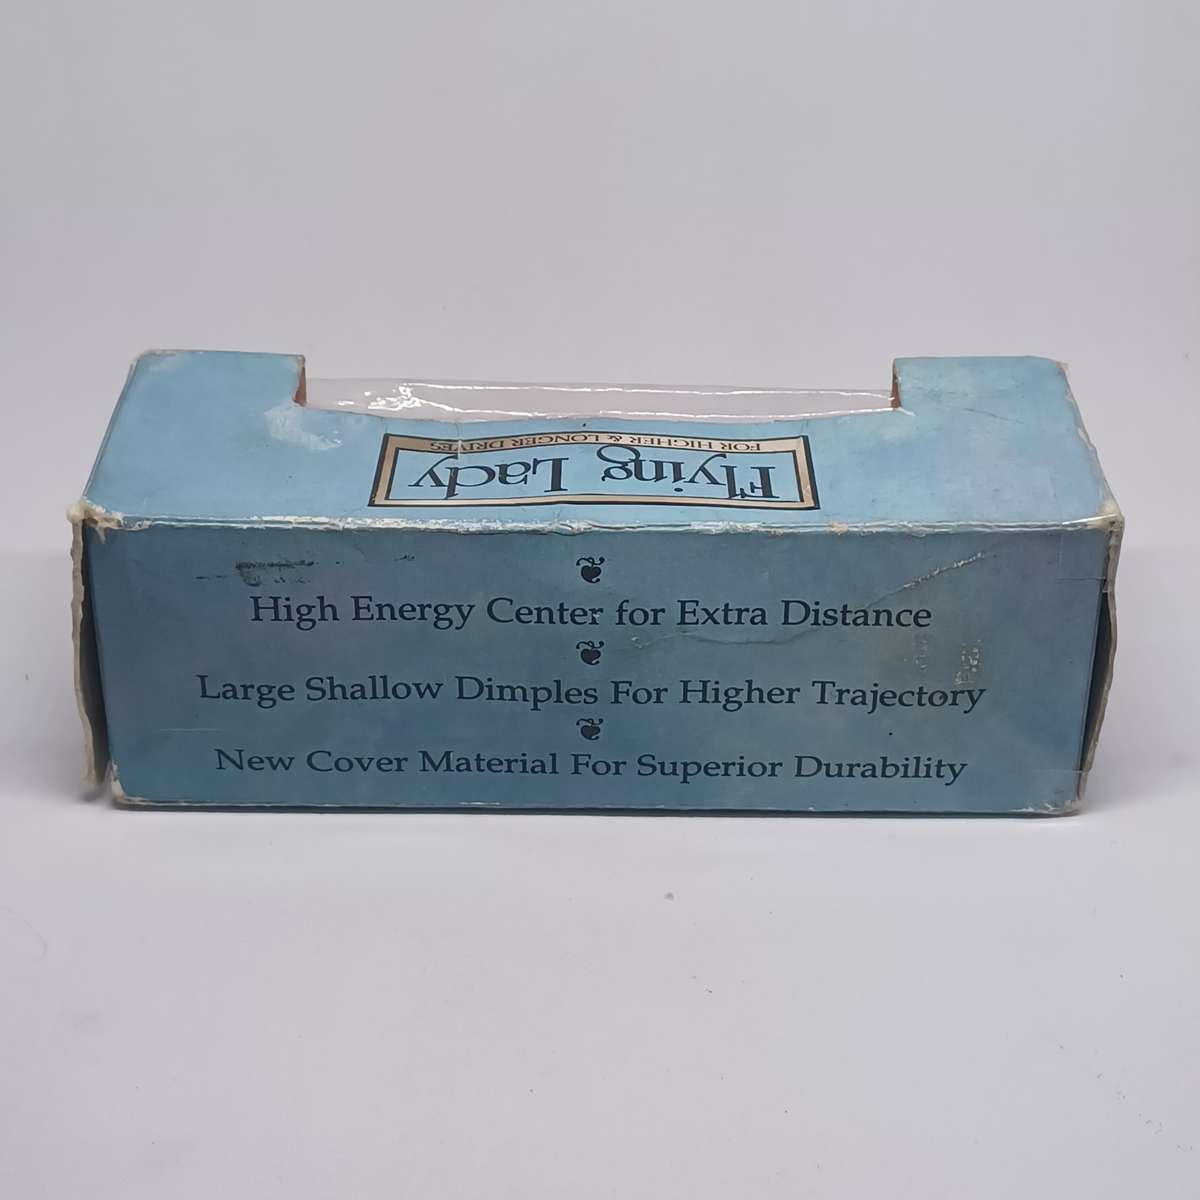 FOR HIGHER & LONGER DRIVES
Flying Lady
High Energy Center for Extra Distance
Large Shallow Dimples For Higher Trajectory
New Cover Material For Superior Durability